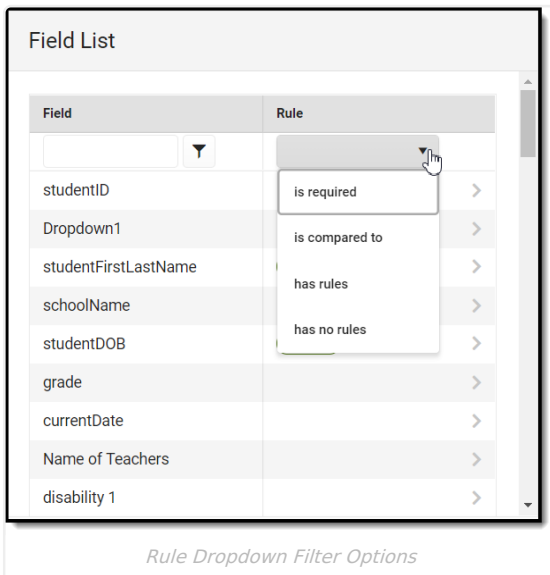 Field List
Field Rule
studentID
is required
Dropdown1
is compared to
studentFirstLastName
has rules
schoolName
has no rules
studentDOB
grade
currentDate
Name of Teachers
disability 1
Rule Dropdown Filter Options